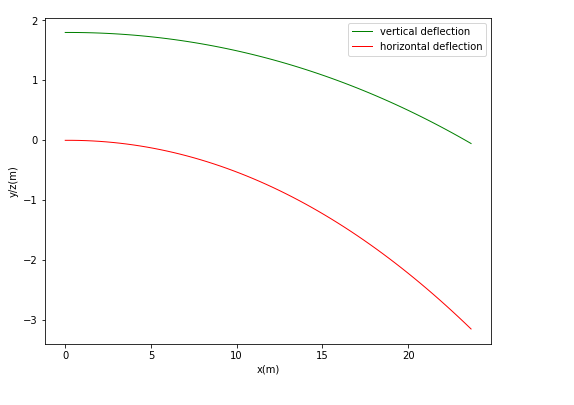 vertical deflection
horizontal deflection
2
1
0
−1
−2
−3
y/z(m)
0 5 10 15 20
x(m)